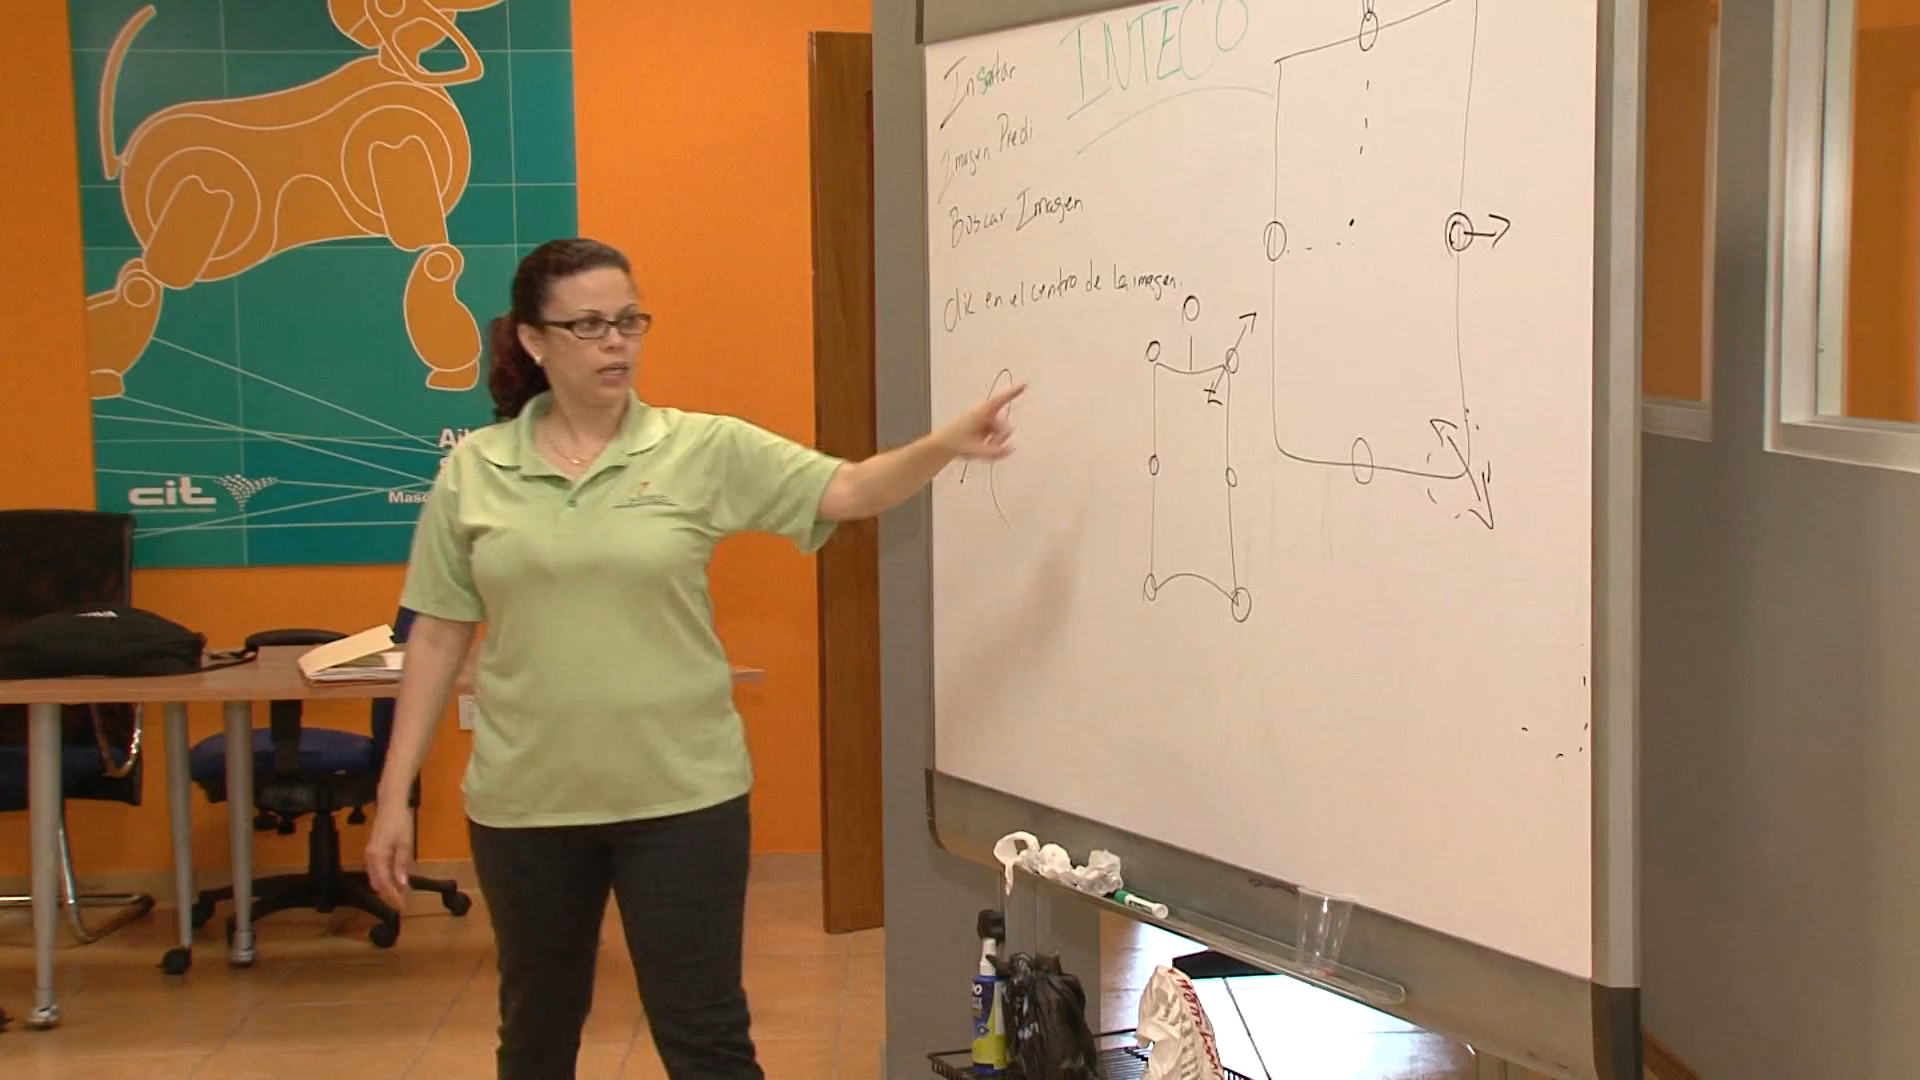 INTECO
Insertar
Imagen Predi
Buscar Imagen
Clik en el centro de la imagen.
cit